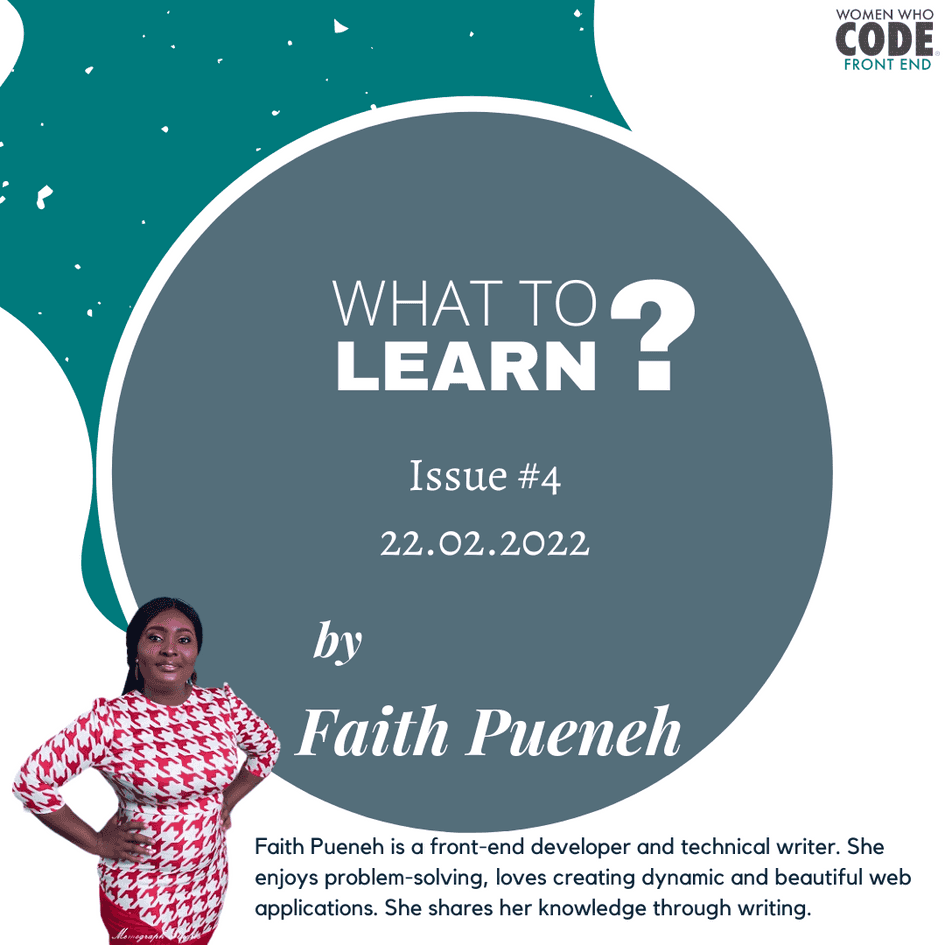 WOMEN WHO
CODE
FRONT END
WHAT TO
LEARN ?
Issue #4
22.02.2022
by
Faith Pueneh
Faith Pueneh is a front-end developer and technical writer. She
enjoys problem-solving, loves creating dynamic and beautiful web
applications. She shares her knowledge through writing.